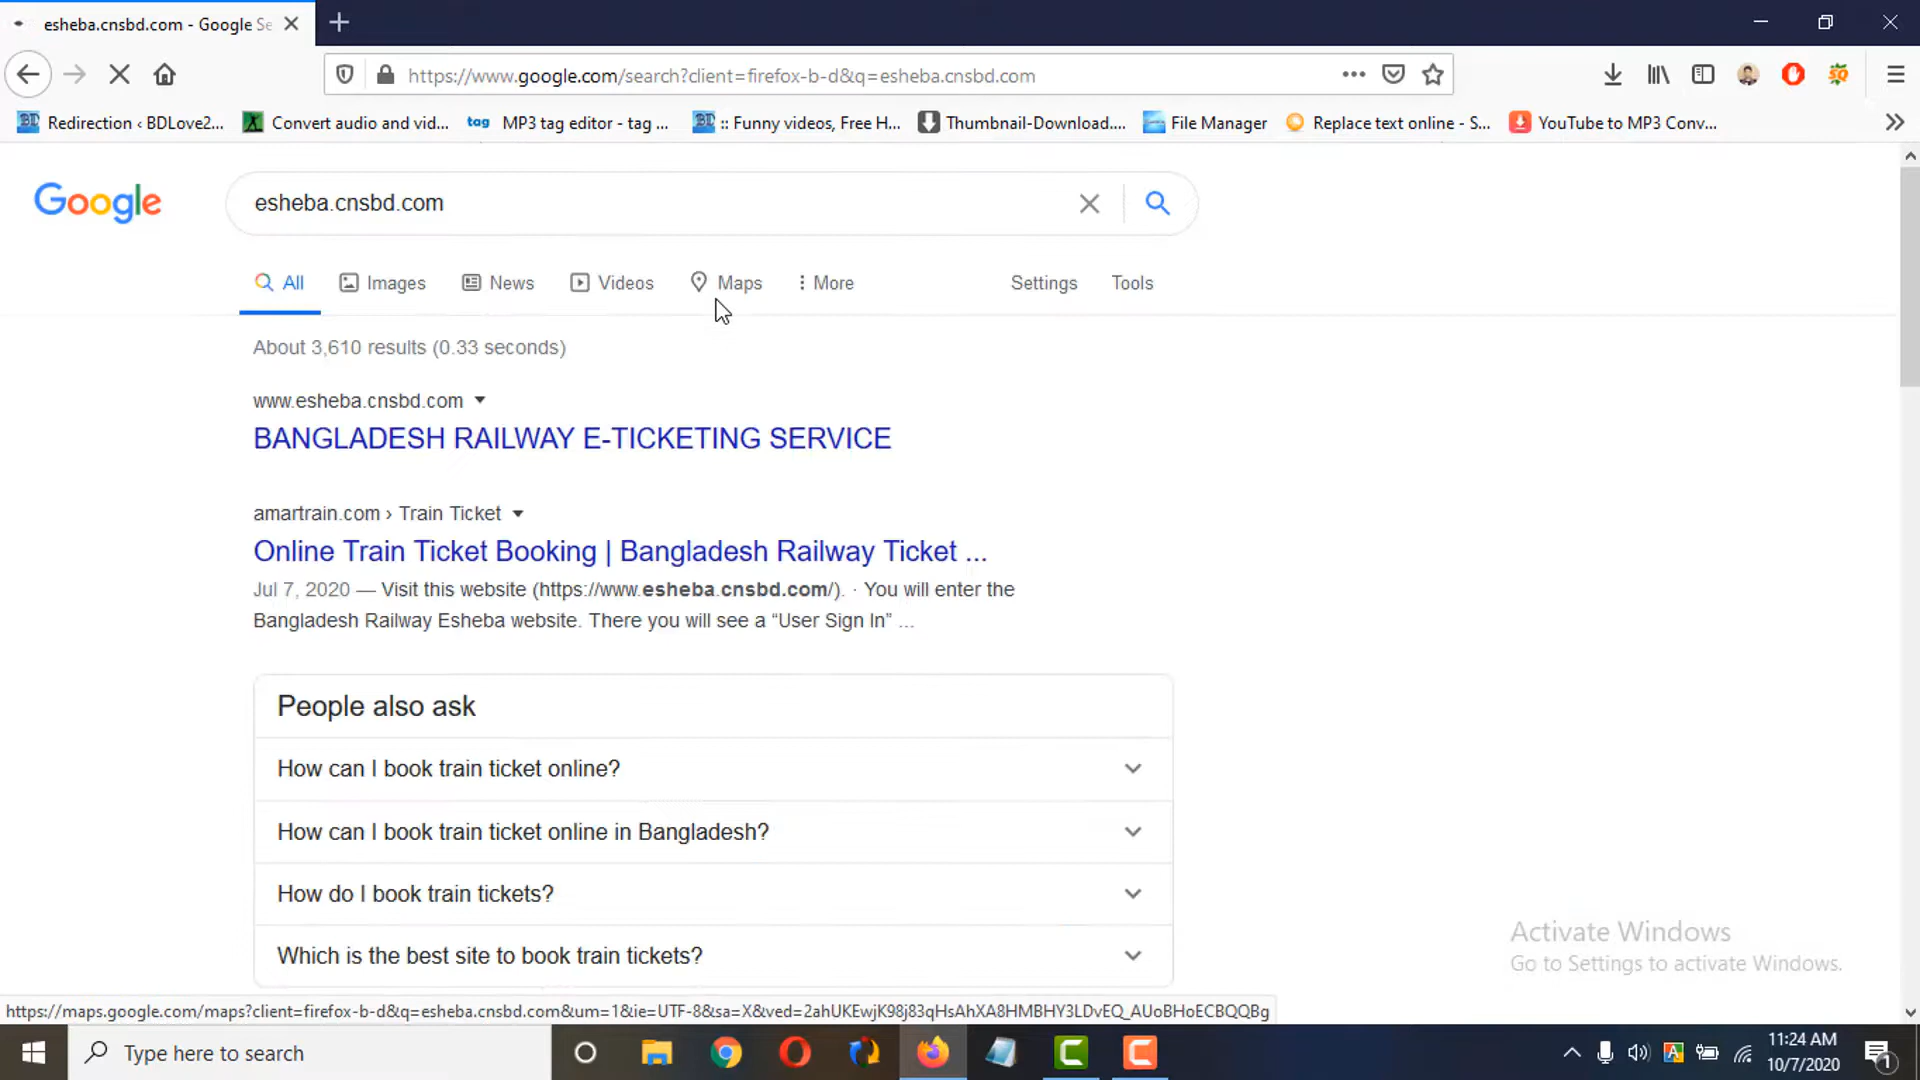 esheba.cnsbd.com - Google Se
https://www.google.com/search?client=firefox-b-d&q=esheba.cnsbd.com
Redirection ‹ BDLove2... Convert audio and vid... tag MP3 tag editor - tag ... :: Funny videos, Free H... Thumbnail-Download.... File Manager Replace text online - S... YouTube to MP3 Conv...
Google
esheba.cnsbd.com
All Images News Videos Maps More Settings Tools
About 3,610 results (0.33 seconds)
www.esheba.cnsbd.com
BANGLADESH RAILWAY E-TICKETING SERVICE
amartrain.com › Train Ticket
Online Train Ticket Booking | Bangladesh Railway Ticket ...
Jul 7, 2020 — Visit this website (https://www.esheba.cnsbd.com/). · You will enter the
Bangladesh Railway Esheba website. There you will see a “User Sign In” ...
People also ask
How can I book train ticket online?
How can I book train ticket online in Bangladesh?
How do I book train tickets?
Which is the best site to book train tickets?
Activate Windows
Go to Settings to activate Windows.
https://maps.google.com/maps?client=firefox-b-d&q=esheba.cnsbd.com&um=1&ie=UTF-8&sa=X&ved=2ahUKEwjK98j83qHsAhXA8HMBHY3LDvEQ_AUoBHoECBQQBg
Type here to search
11:24 AM
10/7/2020
1